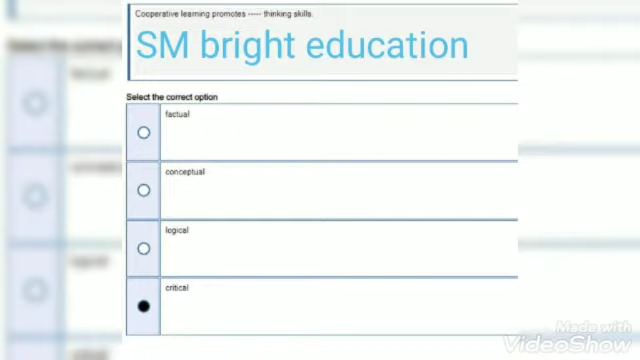 Cooperative learning promotes ----- thinking skills.
SM bright education
Select the correct option
factual
conceptual
logical
critical
Made with
VideoShow